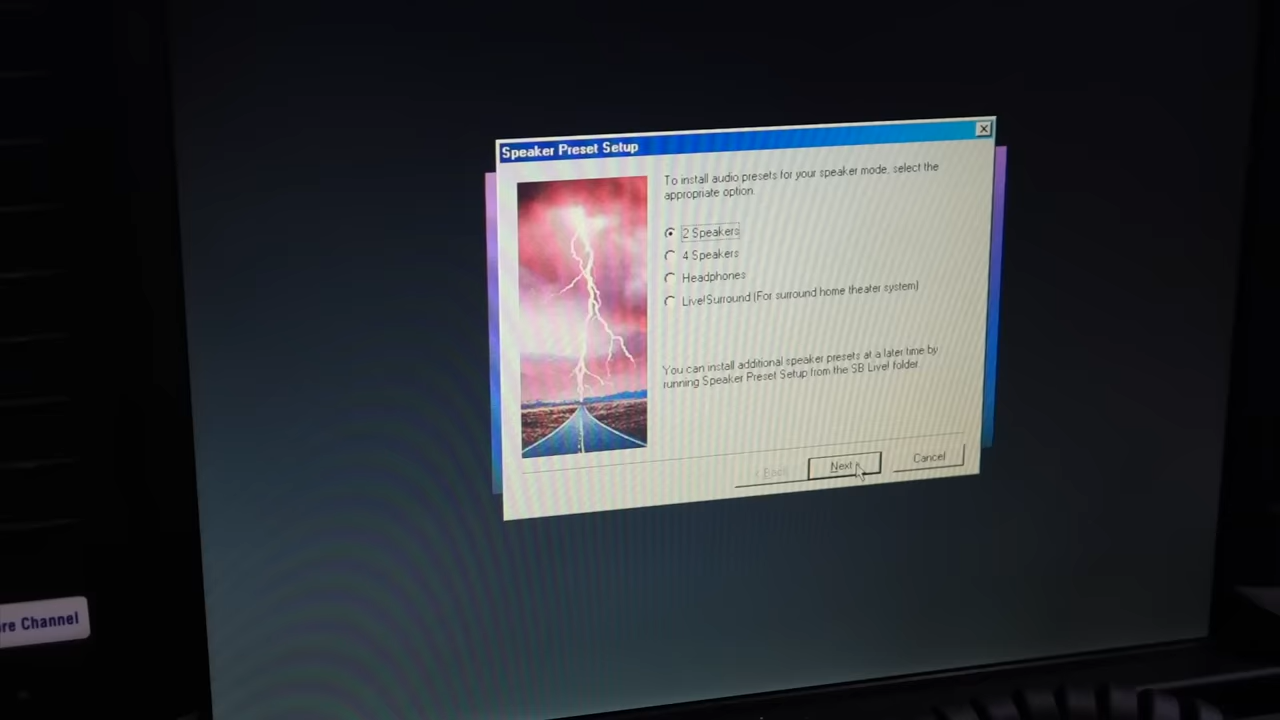 Speaker Preset Setup
To install audio presets for your speaker mode, select the
appropriate option.
2 Speakers
4 Speakers
Headphones
Live!Surround (For surround home theater system)
You can install additional speaker presets at a later time by
running Speaker Preset Setup from the SB Live! folder.
< Back
Next
Cancel
re Channel